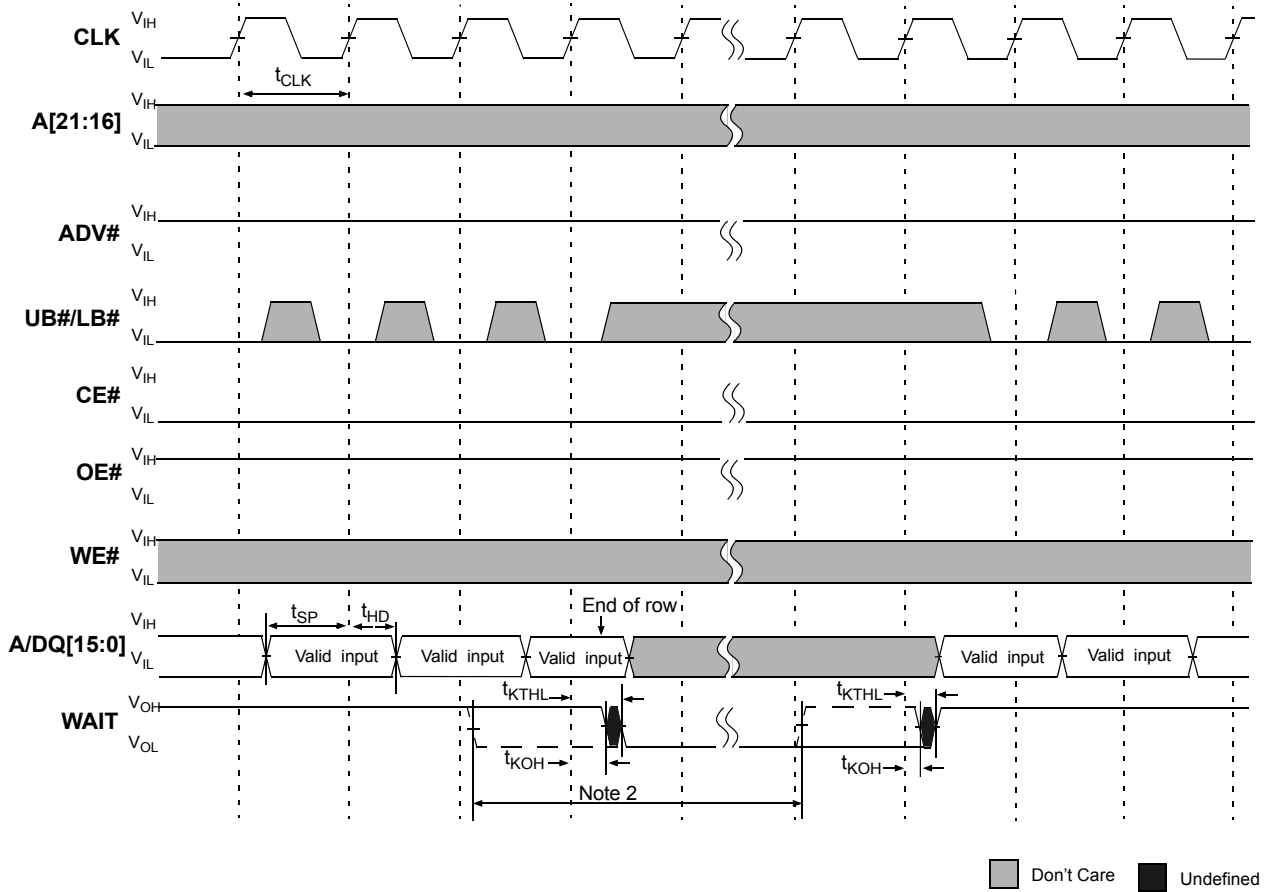 CLK
VIH
VIL
tCLK
A[21:16]
VIH
VIL
ADV#
VIH
VIL
UB#/LB#
VIH
VIL
CE#
VIH
VIL
OE#
VIH
VIL
WE#
VIH
VIL
A/DQ[15:0]
VIH
VIL
tSP
tHD
End of row
Valid input
Valid input
Valid input
Valid input
Valid input
WAIT
VOH
VOL
tKTHL
tKTHL
tKOH
tKOH
Note 2
Don't Care
Undefined